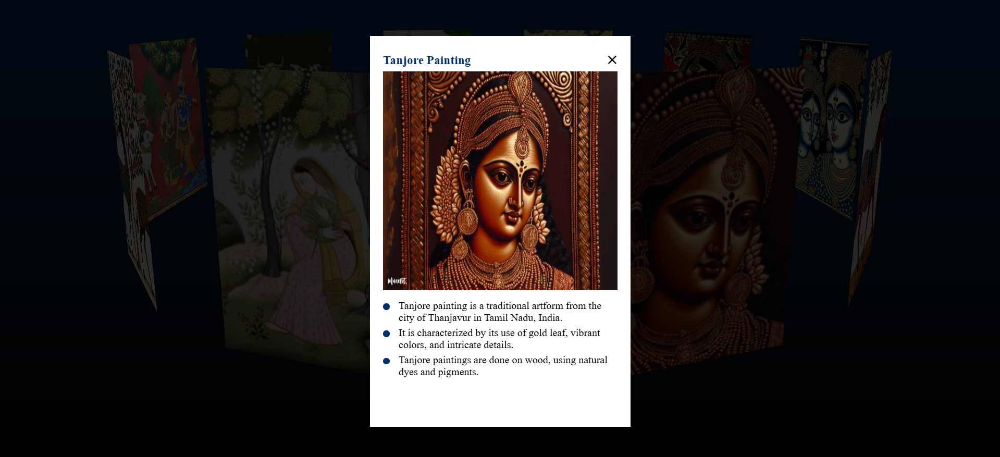 Tanjore Painting
Tanjore painting is a traditional artform from the
city of Thanjavur in Tamil Nadu, India.
It is characterized by its use of gold leaf, vibrant
colors, and intricate details.
Tanjore paintings are done on wood, using natural
dyes and pigments.